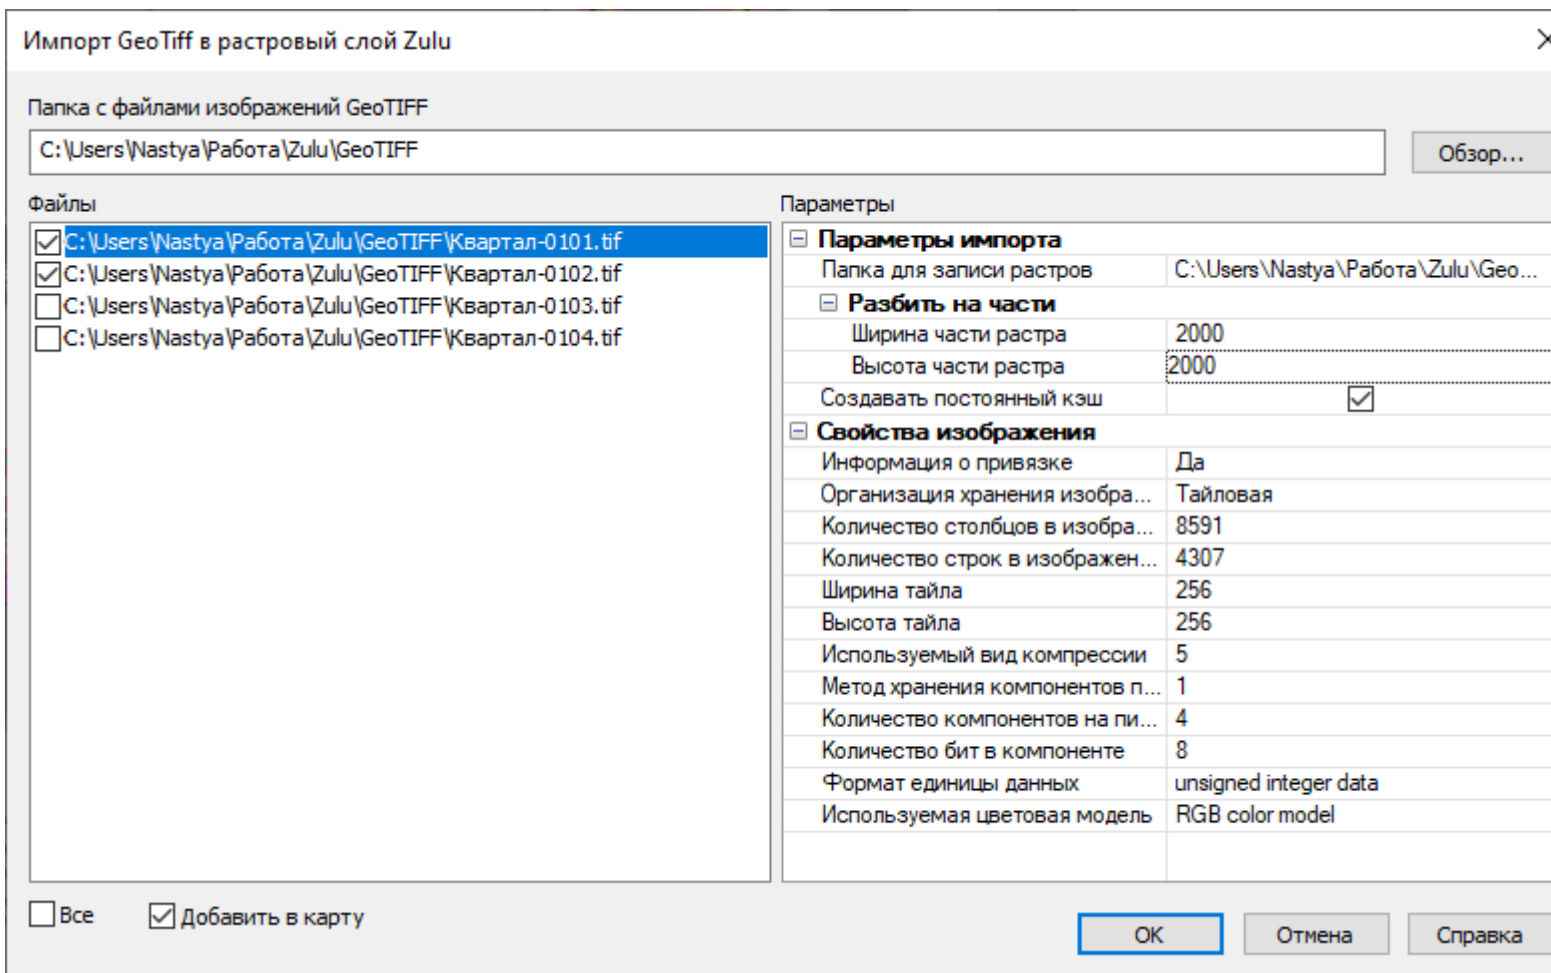 Импорт GeoTiff в растровый слой Zulu
Папка с файлами изображений GeoTIFF
C:\Users\Nastya\Работа\Zulu\GeoTIFF
Обзор...
Файлы
C:\Users\Nastya\Работа\Zulu\GeoTIFF\Квартал-0101.tif
C:\Users\Nastya\Работа\Zulu\GeoTIFF\Квартал-0102.tif
C:\Users\Nastya\Работа\Zulu\GeoTIFF\Квартал-0103.tif
C:\Users\Nastya\Работа\Zulu\GeoTIFF\Квартал-0104.tif
Параметры
Параметры импорта
Папка для записи растров C:\Users\Nastya\Работа\Zulu\Geo...
Разбить на части
Ширина части растра 2000
Высота части растра 2000
Создавать постоянный кэш
Свойства изображения
Информация о привязке Да
Организация хранения изобра... Тайловая
Количество столбцов в изобра... 8591
Количество строк в изображен... 4307
Ширина тайла 256
Высота тайла 256
Используемый вид компрессии 5
Метод хранения компонентов п... 1
Количество компонентов на пи... 4
Количество бит в компоненте 8
Формат единицы данных unsigned integer data
Используемая цветовая модель RGB color model
Все Добавить в карту
ОК Отмена Справка